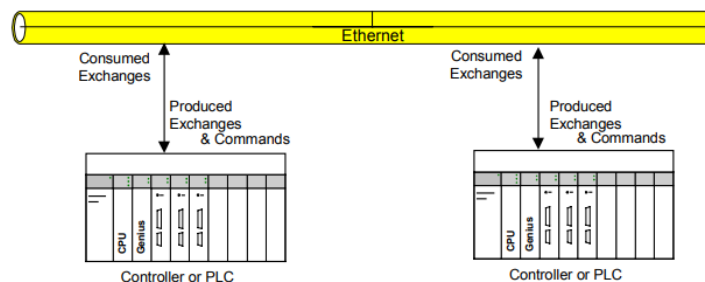 Ethernet
Consumed
Exchanges
Produced
Exchanges
& Commands
CPU
Genius
Controller or PLC
Consumed
Exchanges
Produced
Exchanges
& Commands
CPU
Genius
Controller or PLC